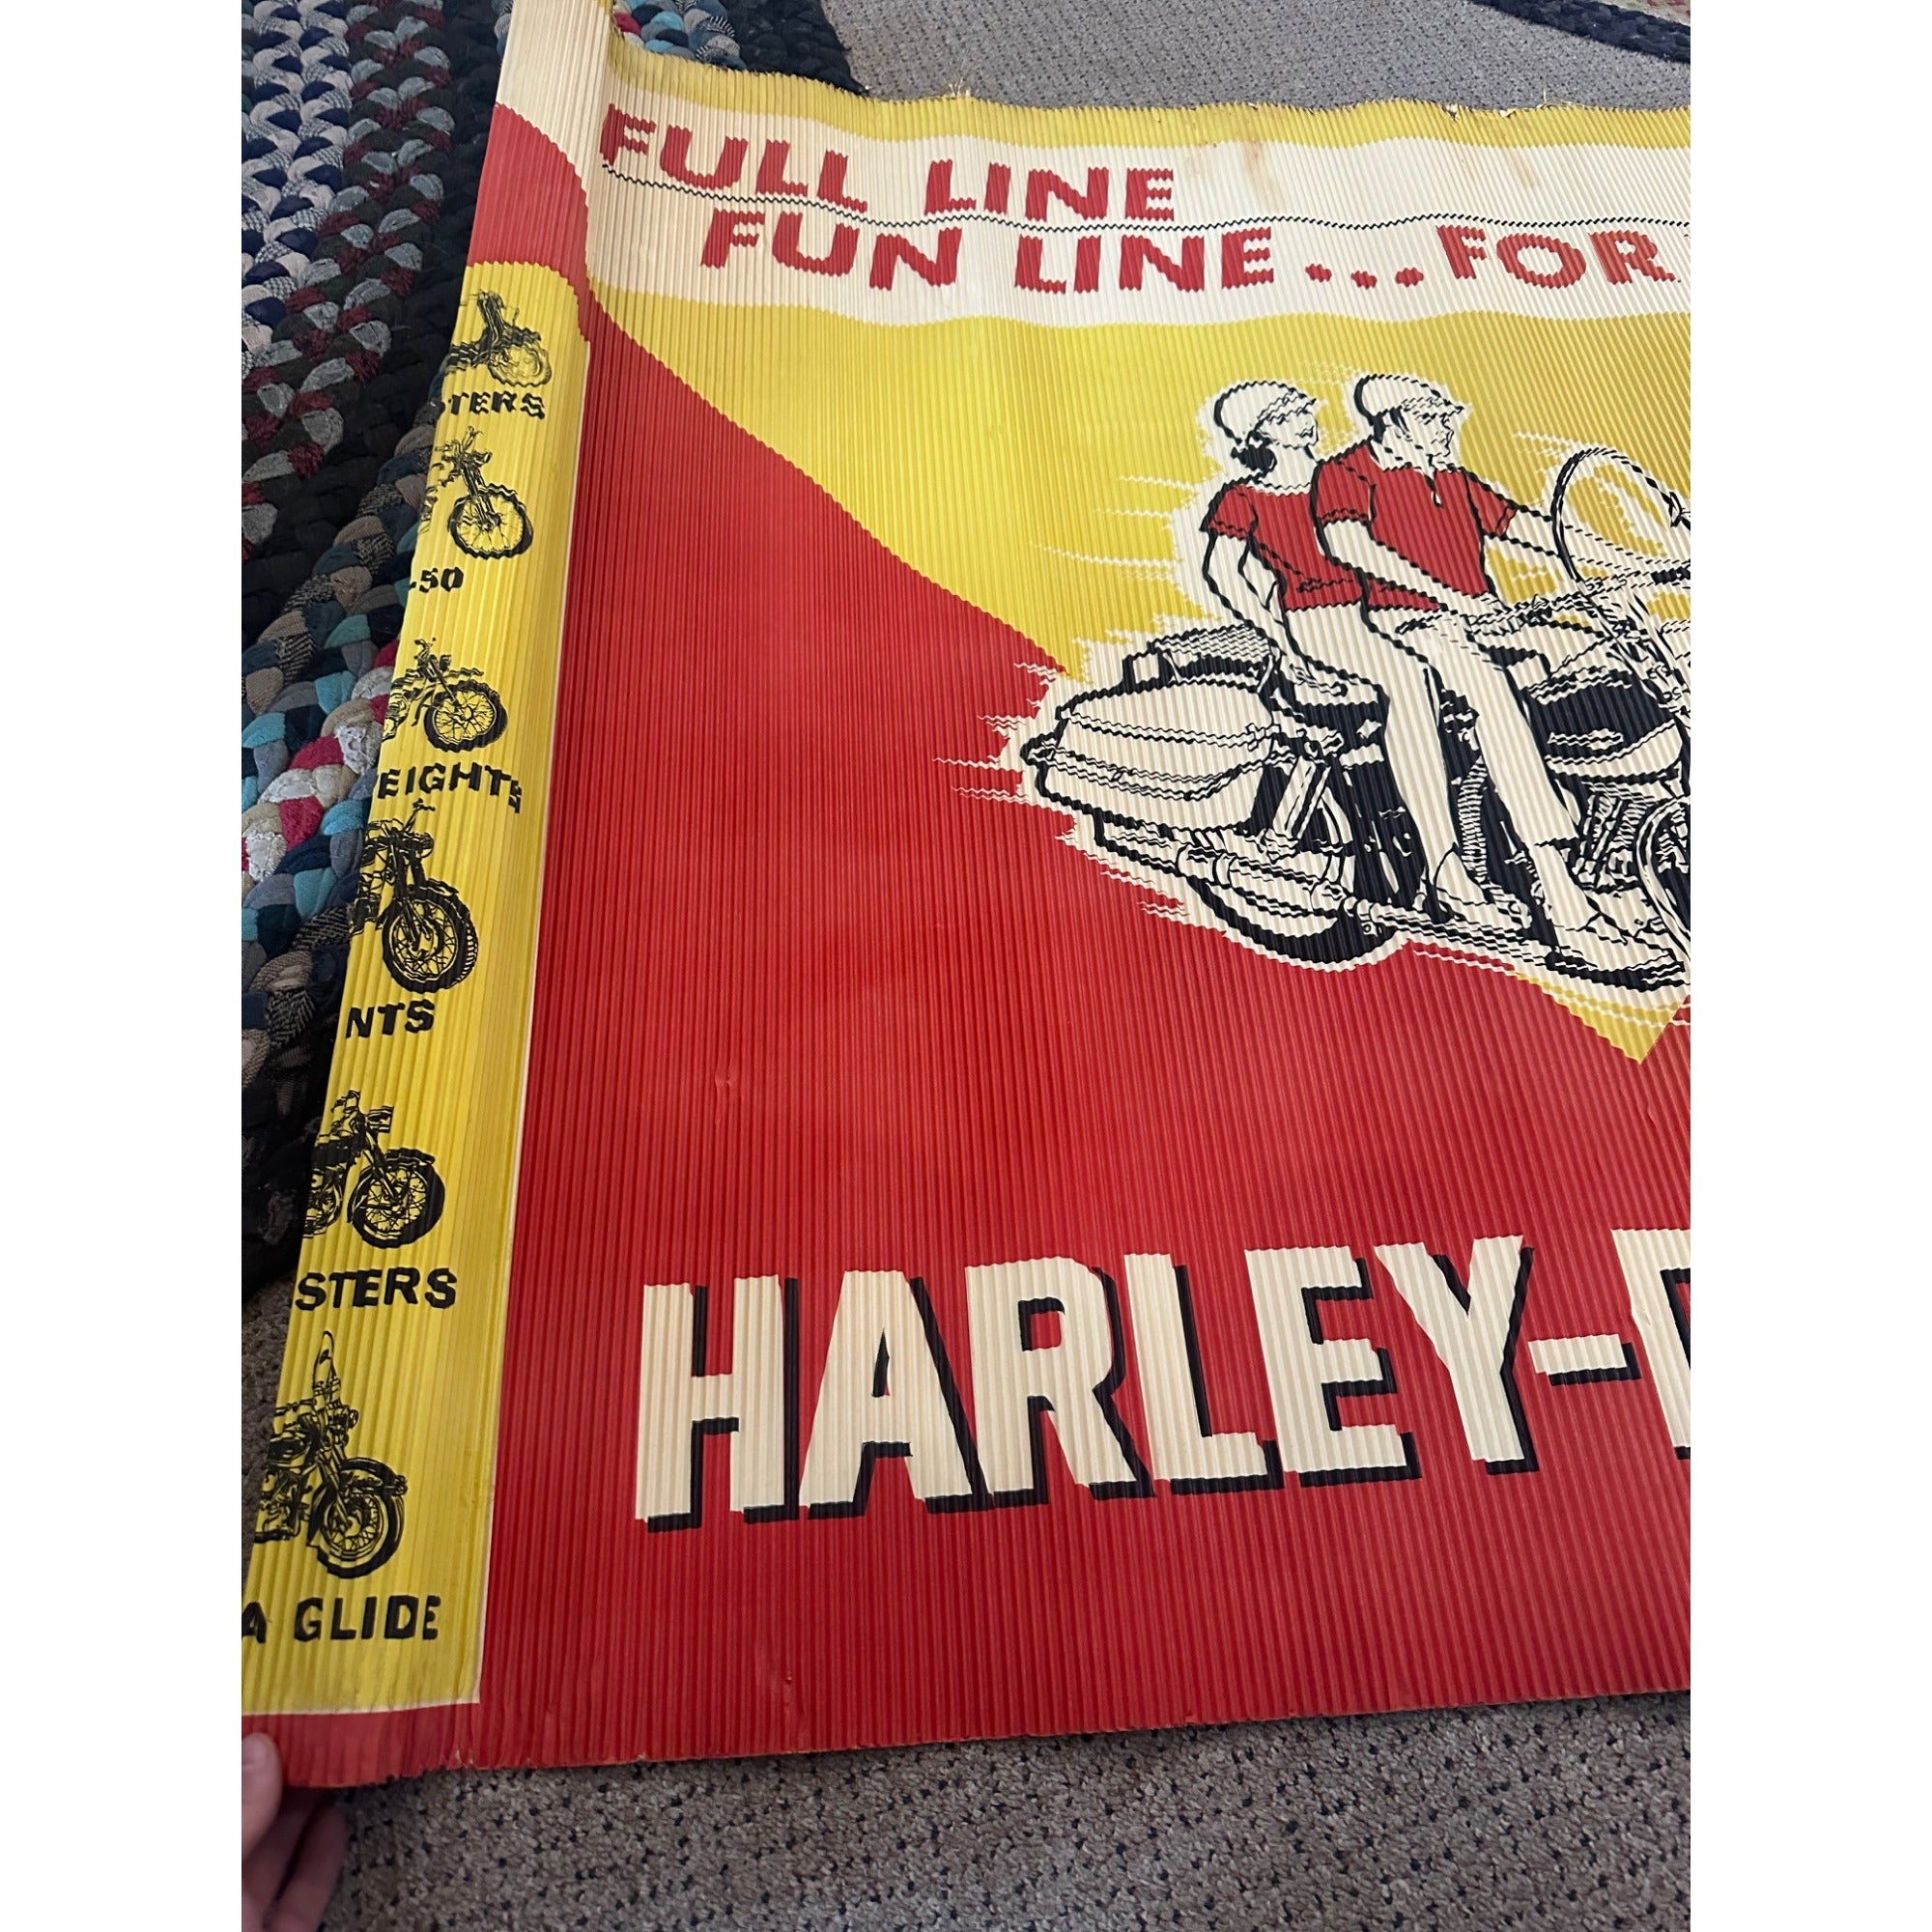 FULL LINE
FUN LINE...FOR
STERS
-50
EIGHTS
NTS
STERS
A GLIDE
HARLEY-D